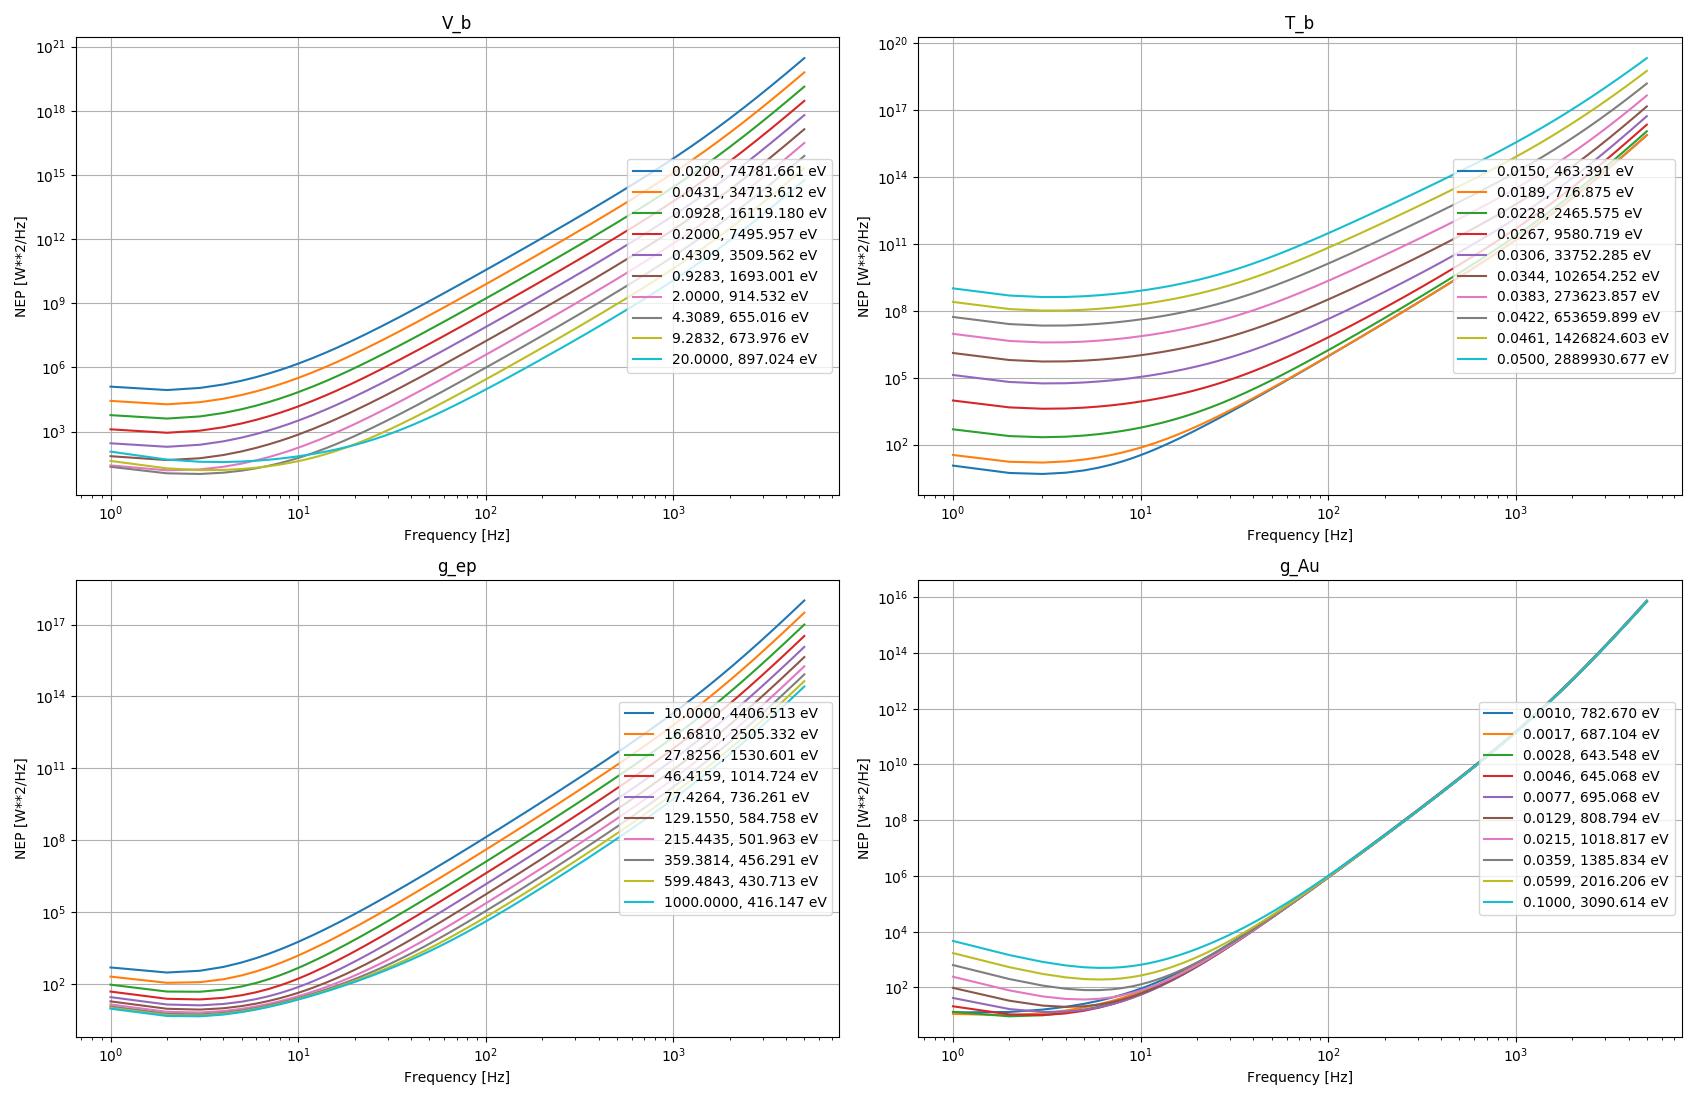 V_b
NEP [W**2/Hz]
10^21
10^18
10^15
10^12
10^9
10^6
10^3
0.0200, 74781.661 eV
0.0431, 34713.612 eV
0.0928, 16119.180 eV
0.2000, 7495.957 eV
0.4309, 3509.562 eV
0.9283, 1693.001 eV
2.0000, 914.532 eV
4.3089, 655.016 eV
9.2832, 673.976 eV
20.0000, 897.024 eV
10^0 10^1 10^2 10^3
Frequency [Hz]
T_b
NEP [W**2/Hz]
10^20
10^17
10^14
10^11
10^8
10^5
10^2
0.0150, 463.391 eV
0.0189, 776.875 eV
0.0228, 2465.575 eV
0.0267, 9580.719 eV
0.0306, 33752.285 eV
0.0344, 102654.252 eV
0.0383, 273623.857 eV
0.0422, 653659.899 eV
0.0461, 1426824.603 eV
0.0500, 2889930.677 eV
10^0 10^1 10^2 10^3
Frequency [Hz]
g_ep
NEP [W**2/Hz]
10^17
10^14
10^11
10^8
10^5
10^2
10.0000, 4406.513 eV
16.6810, 2505.332 eV
27.8256, 1530.601 eV
46.4159, 1014.724 eV
77.4264, 736.261 eV
129.1550, 584.758 eV
215.4435, 501.963 eV
359.3814, 456.291 eV
599.4843, 430.713 eV
1000.0000, 416.147 eV
10^0 10^1 10^2 10^3
Frequency [Hz]
g_Au
NEP [W**2/Hz]
10^16
10^14
10^12
10^10
10^8
10^6
10^4
10^2
0.0010, 782.670 eV
0.0017, 687.104 eV
0.0028, 643.548 eV
0.0046, 645.068 eV
0.0077, 695.068 eV
0.0129, 808.794 eV
0.0215, 1018.817 eV
0.0359, 1385.834 eV
0.0599, 2016.206 eV
0.1000, 3090.614 eV
10^0 10^1 10^2 10^3
Frequency [Hz]